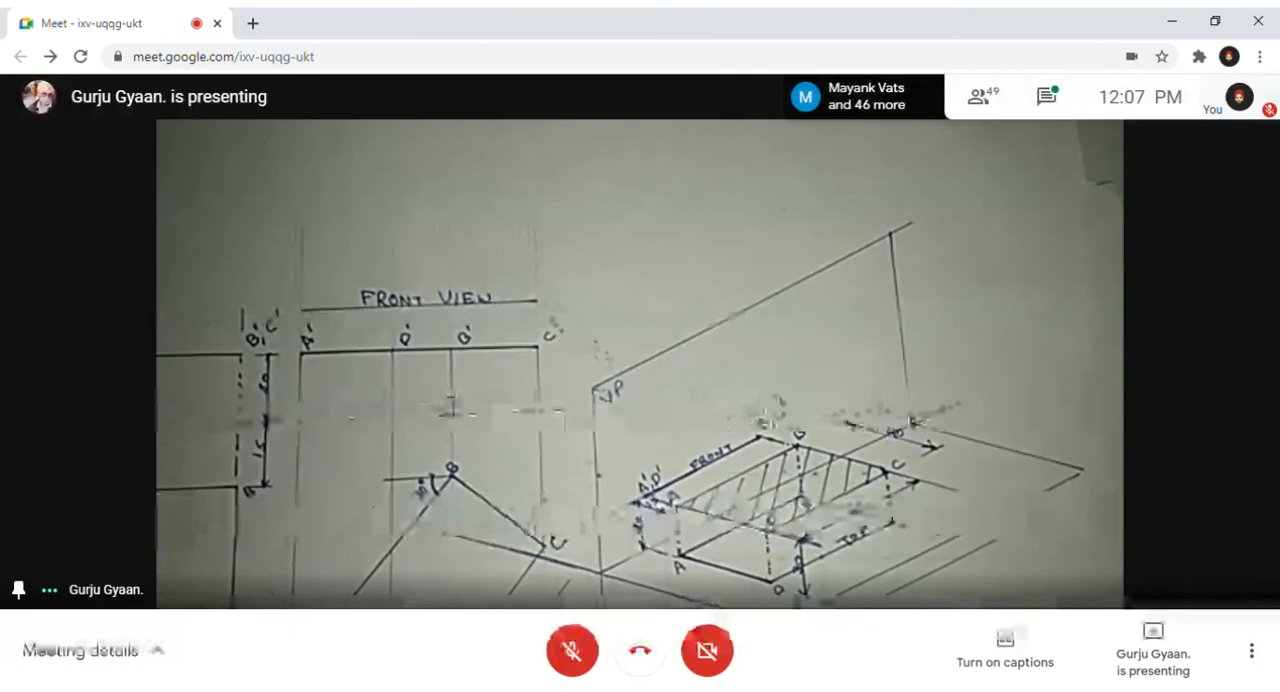 Meet - ixv-uqqg-ukt
meet.google.com/ixv-uqqg-ukt
Gurju Gyaan. is presenting
M
Mayank Vats
and 46 more
49
12:07 PM
You
FRONT VIEW
B' C'
A'
D'
B'
C'
15
B
C
VP
FRONT
A' D'
B
C
A
D
TOP
Gurju Gyaan.
Meeting details
Turn on captions
Gurju Gyaan.
is presenting